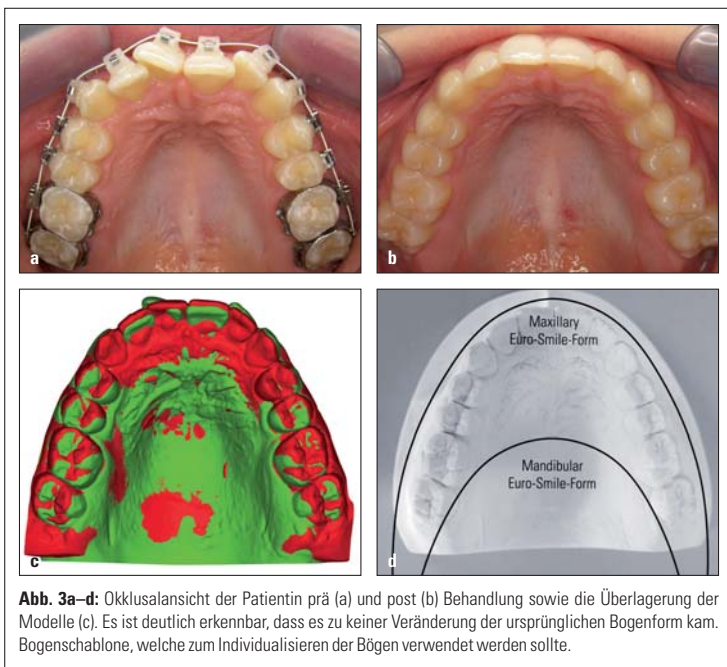 a
b
c
Maxillary
Euro-Smile-Form
Mandibular
Euro-Smile-Form
d
Abb. 3a–d: Okklusalansicht der Patientin prä (a) und post (b) Behandlung sowie die Überlagerung der
Modelle (c). Es ist deutlich erkennbar, dass es zu keiner Veränderung der ursprünglichen Bogenform kam.
Bogenschablone, welche zum Individualisieren der Bögen verwendet werden sollte.